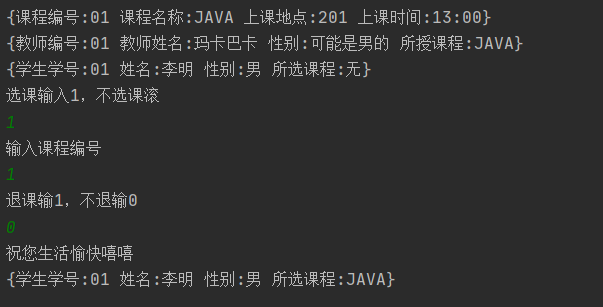 {课程编号:01 课程名称:JAVA 上课地点:201 上课时间:13:00}
{教师编号:01 教师姓名:玛卡巴卡 性别:可能是男的 所授课程:JAVA}
{学生学号:01 姓名:李明 性别:男 所选课程:无}
选课输入1，不选课滚
1
输入课程编号
1
退课输1，不退输0
0
祝您生活愉快嘻嘻
{学生学号:01 姓名:李明 性别:男 所选课程:JAVA}